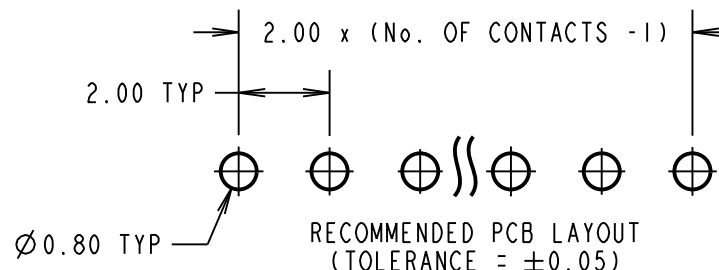 2.00 x (No. OF CONTACTS -1)
2.00 TYP
Ø0.80 TYP
RECOMMENDED PCB LAYOUT
(TOLERANCE = ±0.05)